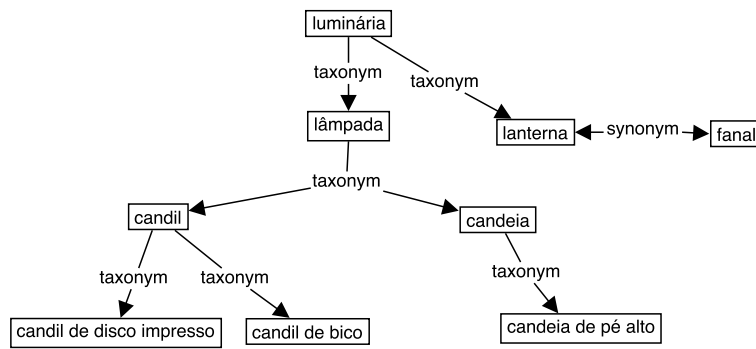 luminária
taxonym
taxonym
lâmpada
lanterna
synonym
fanal
taxonym
candil
candeia
taxonym
taxonym
taxonym
candil de disco impresso
candil de bico
candeia de pé alto